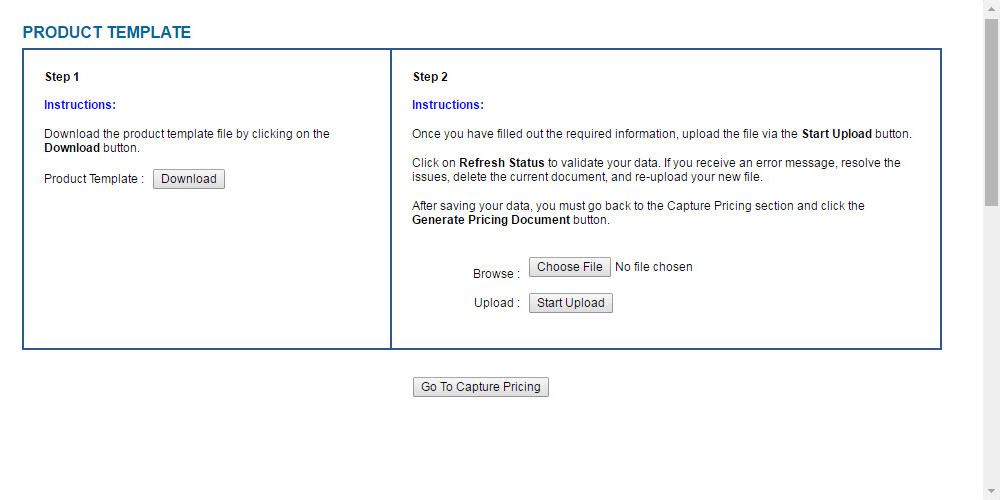 PRODUCT TEMPLATE
Step 1
Instructions:
Download the product template file by clicking on the
Download button.
Product Template : Download
Step 2
Instructions:
Once you have filled out the required information, upload the file via the Start Upload button.
Click on Refresh Status to validate your data. If you receive an error message, resolve the
issues, delete the current document, and re-upload your new file.
After saving your data, you must go back to the Capture Pricing section and click the
Generate Pricing Document button.
Browse : Choose File No file chosen
Upload : Start Upload
Go To Capture Pricing